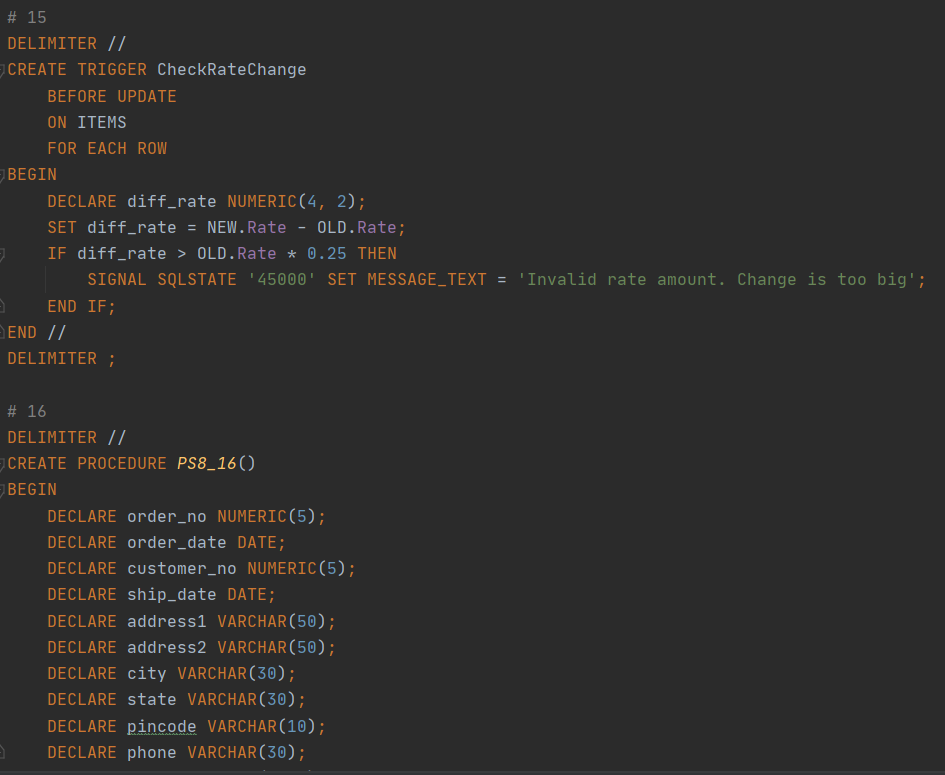 # 15
DELIMITER //
CREATE TRIGGER CheckRateChange
    BEFORE UPDATE
    ON ITEMS
    FOR EACH ROW
BEGIN
    DECLARE diff_rate NUMERIC(4, 2);
    SET diff_rate = NEW.Rate - OLD.Rate;
    IF diff_rate > OLD.Rate * 0.25 THEN
        SIGNAL SQLSTATE '45000' SET MESSAGE_TEXT = 'Invalid rate amount. Change is too big';
    END IF;
END //
DELIMITER ;

# 16
DELIMITER //
CREATE PROCEDURE PS8_16()
BEGIN
    DECLARE order_no NUMERIC(5);
    DECLARE order_date DATE;
    DECLARE customer_no NUMERIC(5);
    DECLARE ship_date DATE;
    DECLARE address1 VARCHAR(50);
    DECLARE address2 VARCHAR(50);
    DECLARE city VARCHAR(30);
    DECLARE state VARCHAR(30);
    DECLARE pincode VARCHAR(10);
    DECLARE phone VARCHAR(30);